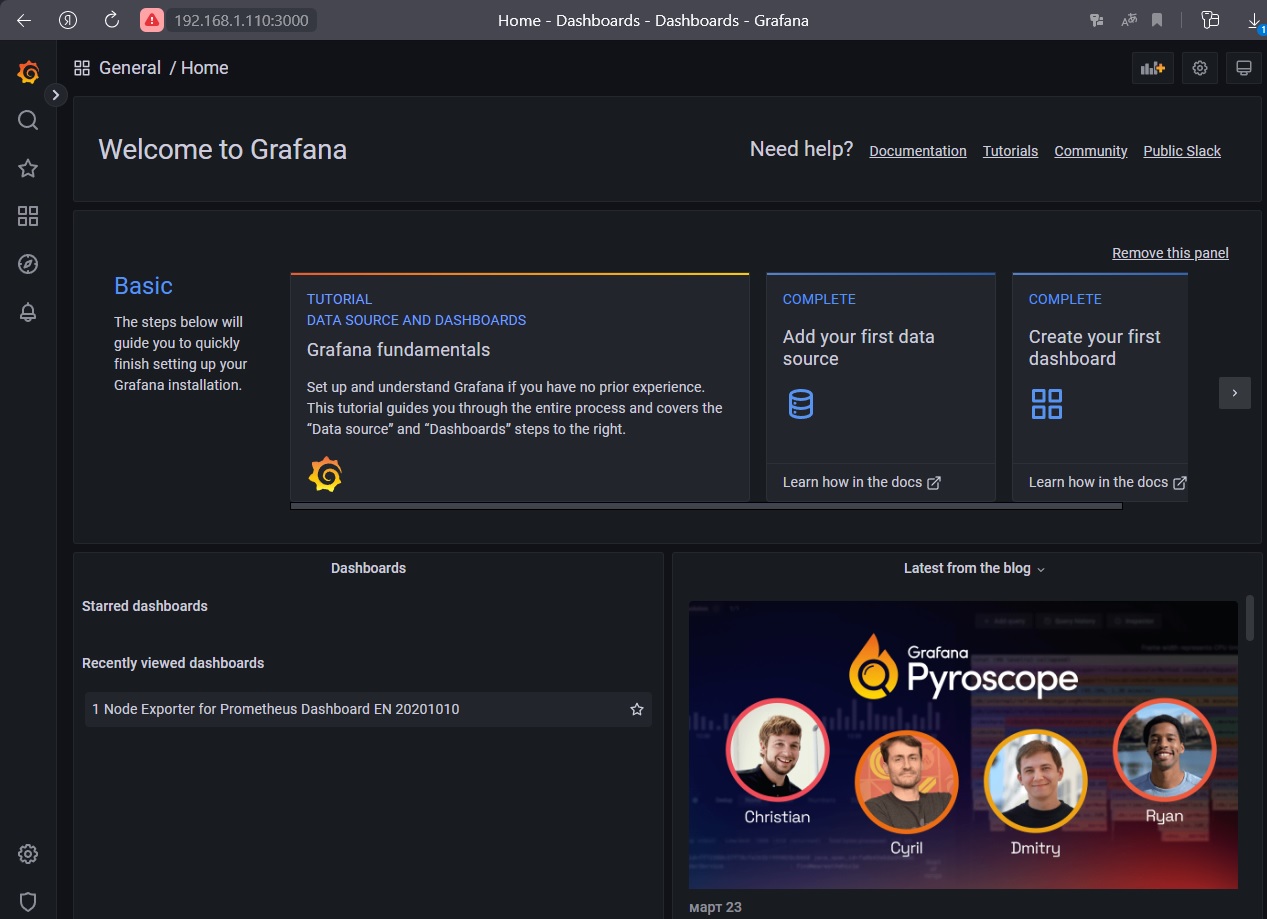 192.168.1.110:3000
Home - Dashboards - Dashboards - Grafana
1
General / Home
Welcome to Grafana
Need help? Documentation Tutorials Community Public Slack
Remove this panel
Basic
The steps below will
guide you to quickly
finish setting up your
Grafana installation.
TUTORIAL
DATA SOURCE AND DASHBOARDS
Grafana fundamentals
Set up and understand Grafana if you have no prior experience.
This tutorial guides you through the entire process and covers the
“Data source” and “Dashboards” steps to the right.
COMPLETE
Add your first data
source
Learn how in the docs
COMPLETE
Create your first
dashboard
Learn how in the docs
Dashboards
Starred dashboards
Recently viewed dashboards
1 Node Exporter for Prometheus Dashboard EN 20201010
Latest from the blog
Grafana
Pyroscope
Christian
Cyril
Dmitry
Ryan
март 23